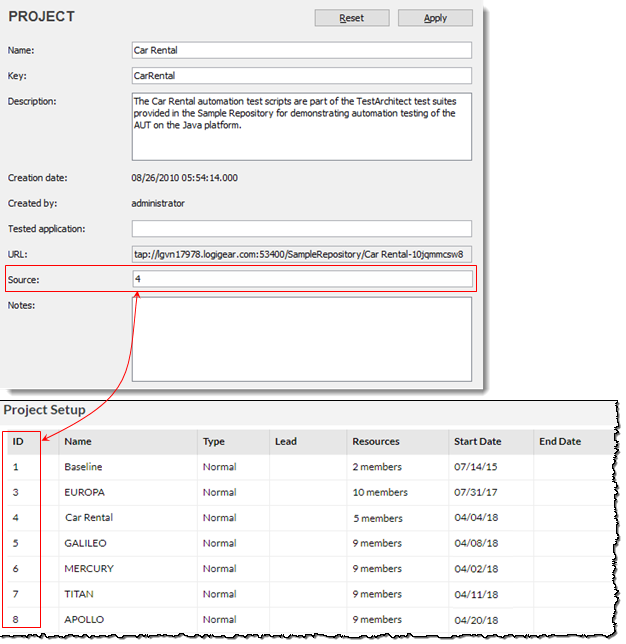 PROJECT
Reset
Apply
Name:
Car Rental
Key:
CarRental
Description:
The Car Rental automation test scripts are part of the TestArchitect test suites
provided in the Sample Repository for demonstrating automation testing of the
AUT on the Java platform.
Creation date:
08/26/2010 05:54:14.000
Created by:
administrator
Tested application:
URL:
tap://lgvn17978.logigear.com:53400/SampleRepository/Car Rental-10jqmmcsw8
Source:
4
Notes:
Project Setup
ID Name Type Lead Resources Start Date End Date
1 Baseline Normal 2 members 07/14/15
3 EUROPA Normal 10 members 07/31/17
4 Car Rental Normal 5 members 04/04/18
5 GALILEO Normal 9 members 04/08/18
6 MERCURY Normal 9 members 04/02/18
7 TITAN Normal 9 members 04/11/18
8 APOLLO Normal 9 members 04/20/18